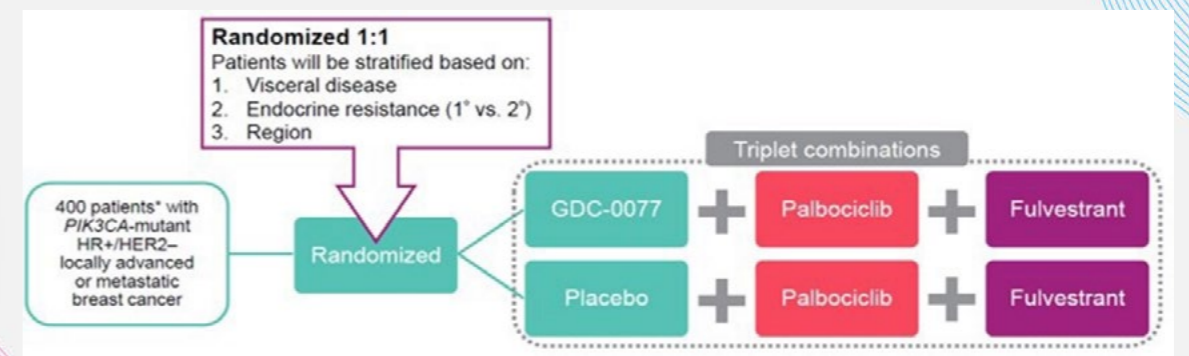 Randomized 1:1
Patients will be stratified based on:
1. Visceral disease
2. Endocrine resistance (1° vs. 2°)
3. Region
Triplet combinations
400 patients* with
PIK3CA-mutant
HR+/HER2–
locally advanced
or metastatic
breast cancer
Randomized
GDC-0077 + Palbociclib + Fulvestrant
Placebo + Palbociclib + Fulvestrant